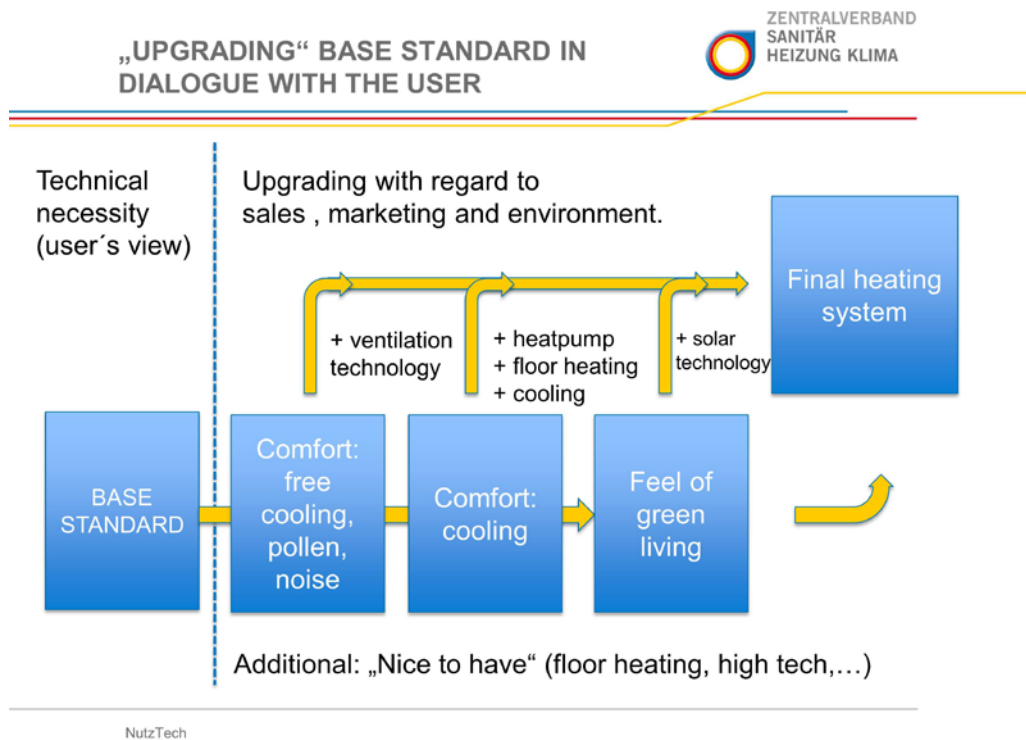 „UPGRADING“ BASE STANDARD IN
DIALOGUE WITH THE USER
ZENTRALVERBAND
SANITÄR
HEIZUNG KLIMA
Technical
necessity
(user´s view)
Upgrading with regard to
sales , marketing and environment.
Final heating
system
+ ventilation
technology
+ heatpump
+ floor heating
+ cooling
+ solar
technology
BASE
STANDARD
Comfort:
free
cooling,
pollen,
noise
Comfort:
cooling
Feel of
green
living
Additional: „Nice to have“ (floor heating, high tech,…)
NutzTech